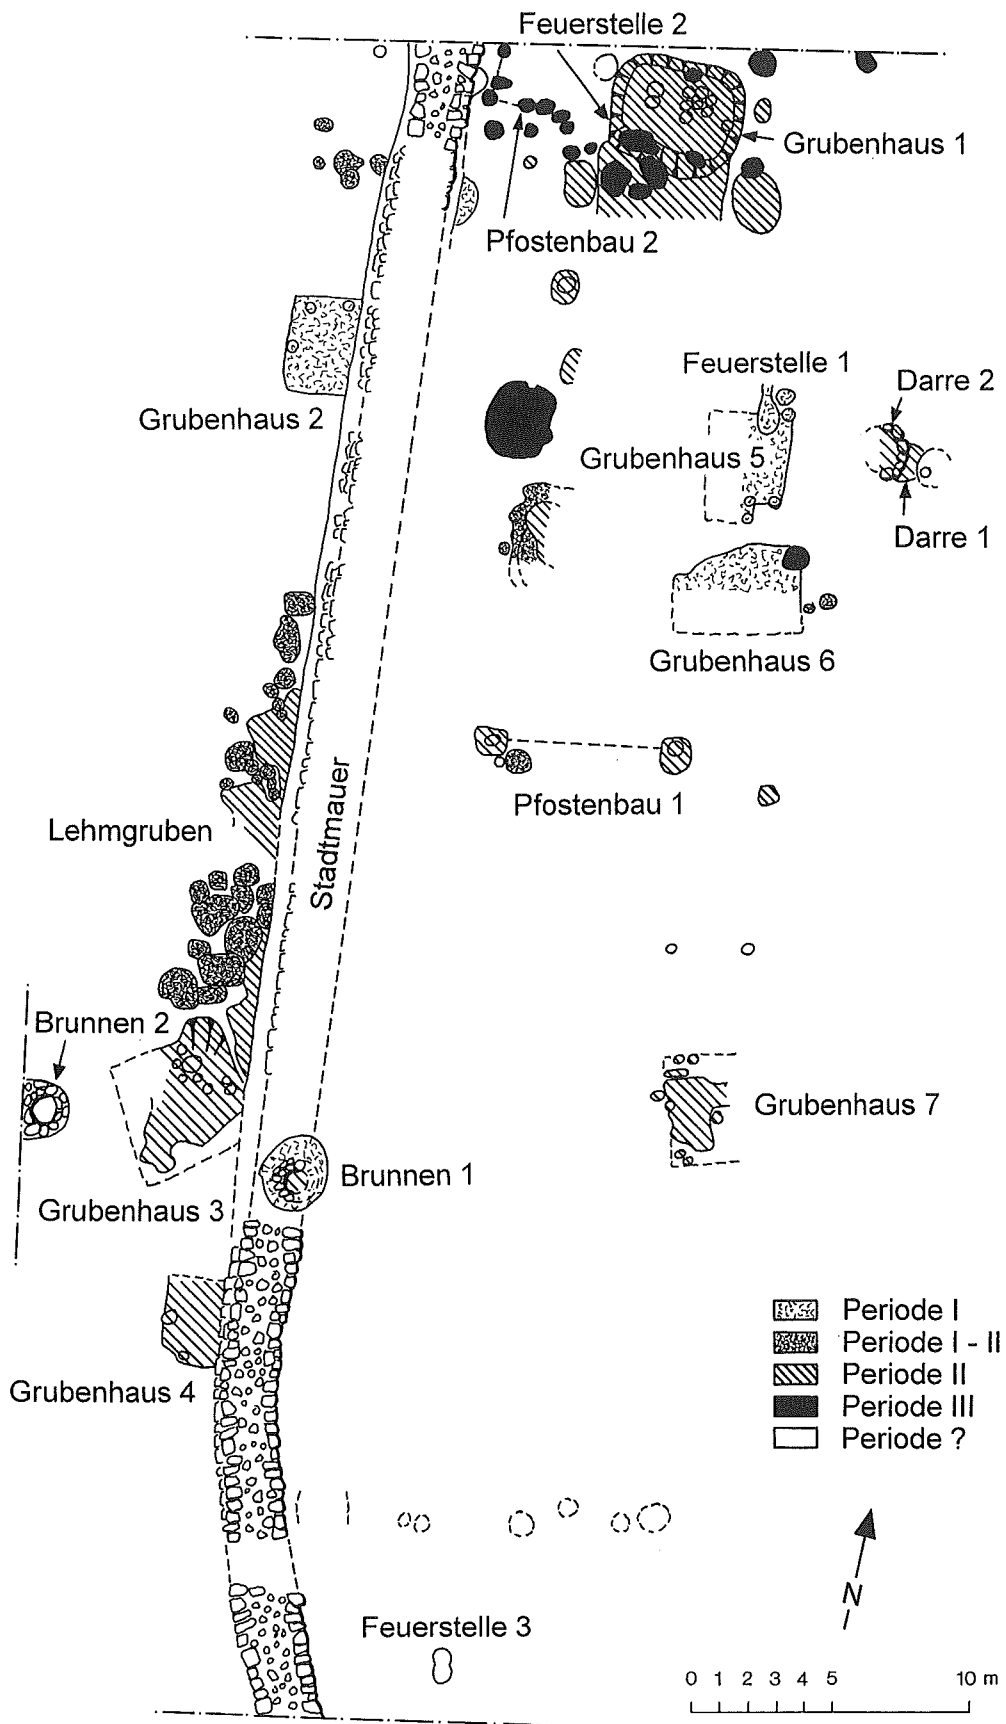 Feuerstelle 2
Grubenhaus 1
Pfostenbau 2
Feuerstelle 1
Darre 2
Grubenhaus 2
Grubenhaus 5
Darre 1
Grubenhaus 6
Stadtmauer
Pfostenbau 1
Lehmgruben
Brunnen 2
Grubenhaus 7
Brunnen 1
Grubenhaus 3
Periode I
Periode I - II
Grubenhaus 4
Periode II
Periode III
Periode ?
N
Feuerstelle 3
0 1 2 3 4 5 10 m